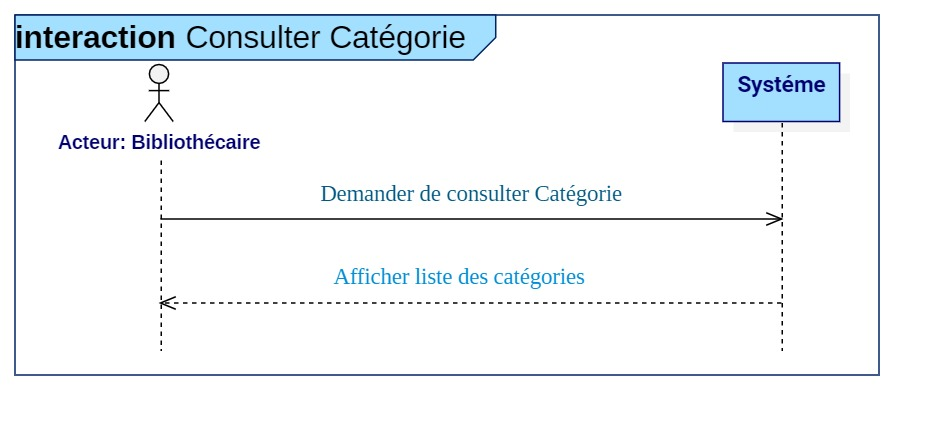 interaction Consulter Catégorie
Systéme
Acteur: Bibliothécaire
Demander de consulter Catégorie
Afficher liste des catégories